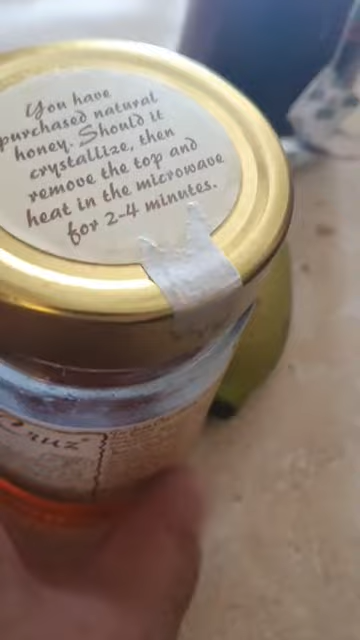 You have
purchased natural
honey. Should it
crystallize, then
remove the top and
heat in the microwave
for 2-4 minutes.
Cruz